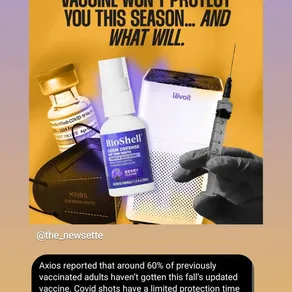 VACCINE WON'T PROTECT
YOU THIS SEASON... AND
WHAT WILL.
levoit
BioShell
BERRY
KN95
@the_newsette
Axios reported that around 60% of previously
vaccinated adults haven't gotten this fall's updated
vaccine. Covid shots have a limited protection time